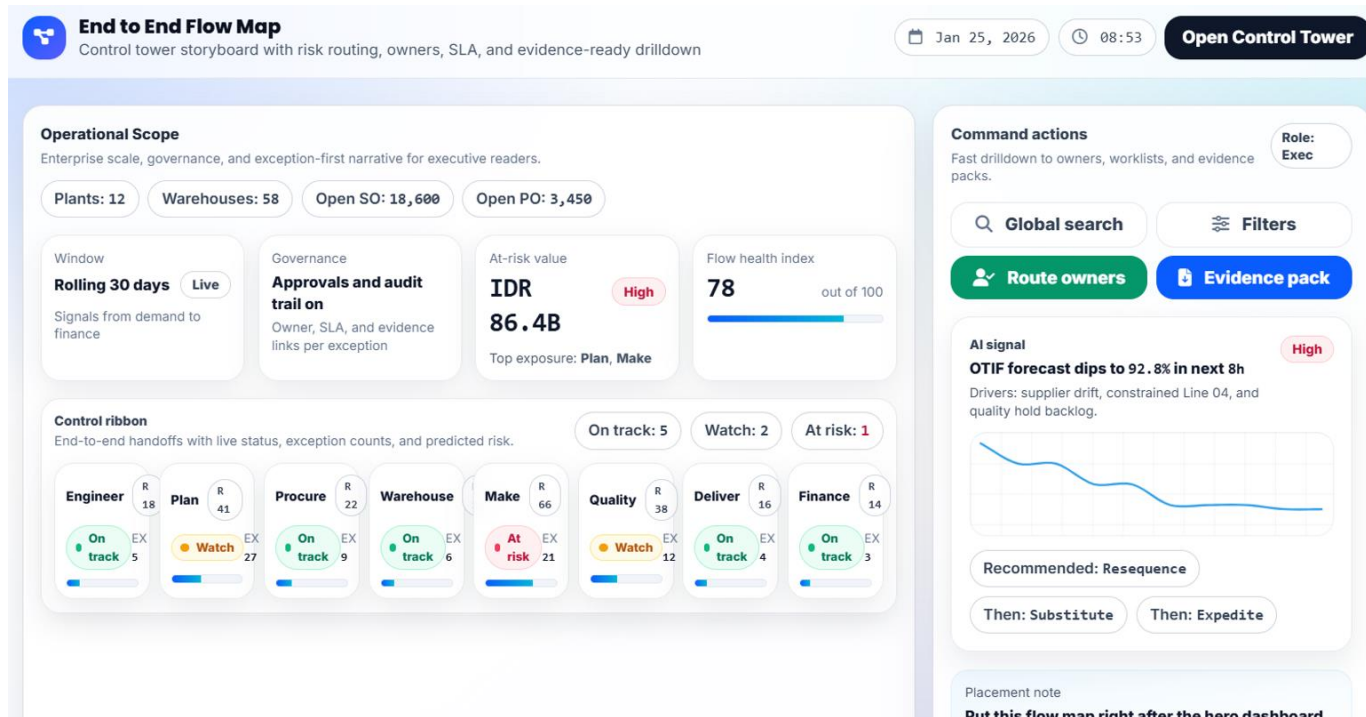 End to End Flow Map
Control tower storyboard with risk routing, owners, SLA, and evidence-ready drilldown
Jan 25, 2026
08:53
Open Control Tower
Operational Scope
Enterprise scale, governance, and exception-first narrative for executive readers.
Plants: 12
Warehouses: 58
Open SO: 18,600
Open PO: 3,450
Window
Rolling 30 days
Live
Signals from demand to
finance
Governance
Approvals and audit
trail on
Owner, SLA, and evidence
links per exception
At-risk value
IDR
86.4B
High
Top exposure: Plan, Make
Flow health index
78
out of 100
Control ribbon
End-to-end handoffs with live status, exception counts, and predicted risk.
On track: 5
Watch: 2
At risk: 1
Engineer
R
18
On
track
EX
5
Plan
R
41
Watch
EX
27
Procure
R
22
On
track
EX
9
Warehouse
On
track
EX
6
Make
R
66
At
risk
EX
21
Quality
R
38
Watch
EX
12
Deliver
R
16
On
track
EX
4
Finance
R
14
On
track
EX
3
Command actions
Fast drilldown to owners, worklists, and evidence
packs.
Role:
Exec
Global search
Filters
Route owners
Evidence pack
AI signal
High
OTIF forecast dips to 92.8% in next 8h
Drivers: supplier drift, constrained Line 04, and
quality hold backlog.
Recommended: Resequence
Then: Substitute
Then: Expedite
Placement note
Put this flow map right after the hero dashboard